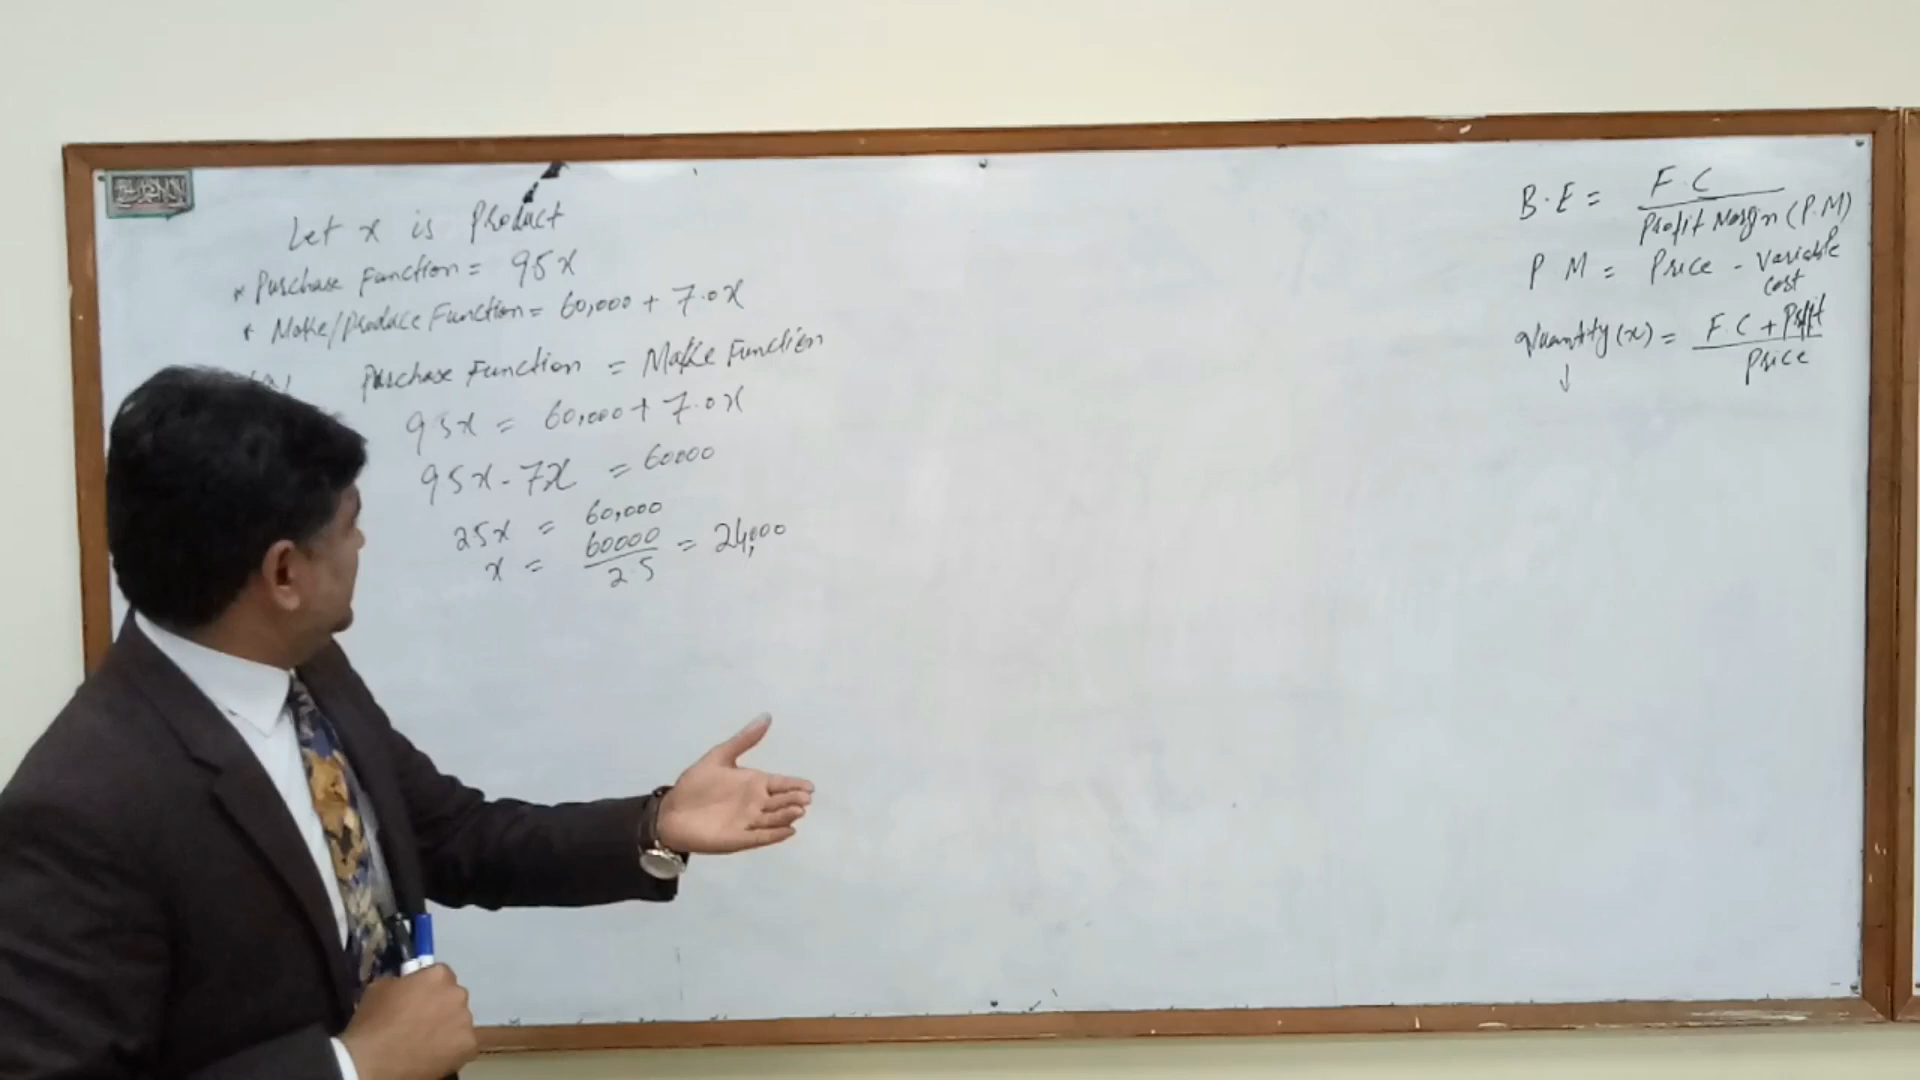 Let x is Product
* Purchase Function = 95x
* Make/Produce Function = 60,000 + 7.0x
Purchase Function = Make Function
95x = 60,000 + 7.0x
95x - 7x = 60000
25x = 60,000
x = 60000 / 2.5 = 24,000
B.E = F.C / Profit Margin (P.M)
P M = Price - Variable cost
Quantity (x) = F.C + Profit / Price
↓